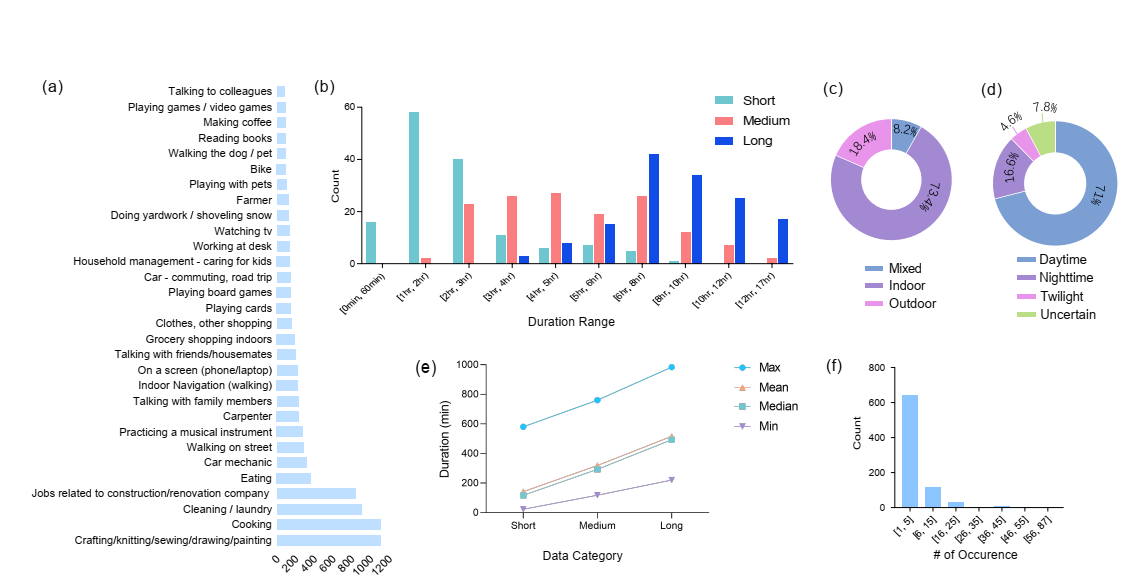 (a)
Talking to colleagues
Playing games / video games
Making coffee
Reading books
Walking the dog / pet
Bike
Playing with pets
Farmer
Doing yardwork / shoveling snow
Watching tv
Working at desk
Household management - caring for kids
Car - commuting, road trip
Playing board games
Playing cards
Clothes, other shopping
Grocery shopping indoors
Talking with friends/housemates
On a screen (phone/laptop)
Indoor Navigation (walking)
Talking with family members
Carpenter
Practicing a musical instrument
Walking on street
Car mechanic
Eating
Jobs related to construction/renovation company
Cleaning / laundry
Cooking
Crafting/knitting/sewing/drawing/painting
0 200 400 600 800 1000 1200
(b)
Short
Medium
Long
Count
60
40
20
0
[0min, 60min)
[1hr, 2hr)
[2hr, 3hr)
[3hr, 4hr)
[4hr, 5hr)
[5hr, 6hr)
[6hr, 8hr)
[8hr, 10hr)
[10hr, 12hr)
[12hr, 17hr)
Duration Range
(c)
8.2%
18.4%
73.4%
Mixed
Indoor
Outdoor
(d)
7.8%
4.6%
16.6%
71%
Daytime
Nighttime
Twilight
Uncertain
(e)
Duration (min)
1000
800
600
400
200
0
Short Medium Long
Data Category
Max
Mean
Median
Min
(f)
Count
800
600
400
200
0
[1, 5]
[6, 15]
[16, 25]
[26, 35]
[36, 45]
[46, 55]
[56, 87]
# of Occurence